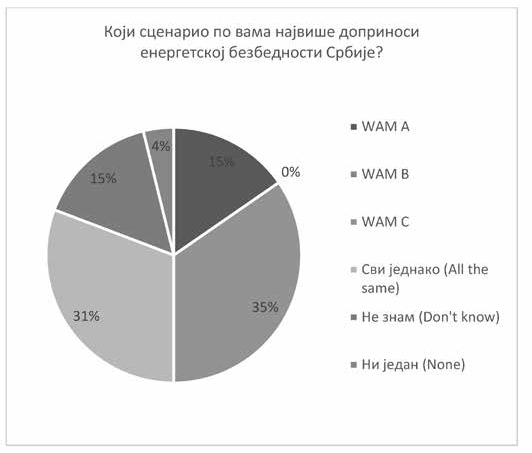 Који сценарио по вама највише доприноси
енергетској безбедности Србије?
4%
15%
0%
15%
35%
31%
WAM A
WAM B
WAM C
Сви једнако (All the
same)
Не знам (Don't know)
Ни један (None)